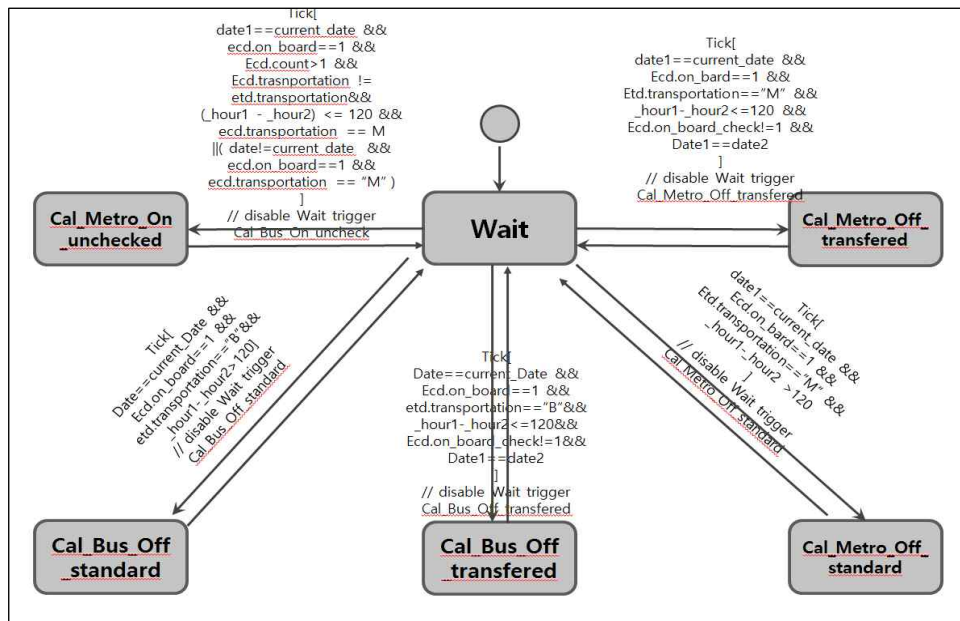 Tick[
date1==current_date &&
ecd.on_board==1 &&
Ecd.count>1 &&
Ecd.trasnportation !=
etd.transportation&&
(_hour1 - _hour2) <= 120 &&
ecd.transportation == M
||( date!=current_date &&
ecd.on_board==1 &&
ecd.transportation == "M" )
]
// disable Wait trigger
Cal_Bus_On_uncheck
Tick[
date1==current_date &&
Ecd.on_bard==1 &&
Etd.transportation=="M" &&
_hour1-_hour2<=120 &&
Ecd.on_board_check!=1 &&
Date1==date2
]
// disable Wait trigger
Cal_Metro_Off_transfered
Cal_Metro_On
_unchecked
Wait
Cal_Metro_Off
_transfered
Tick[
Date==current_Date &&
Ecd.on_board==1 &&
etd.transportation=="B"&&
_hour1-_hour2>120]
// disable Wait trigger
Cal_Bus_Off_standard
Tick[
Date==current_Date &&
Ecd.on_board==1 &&
etd.transportation=="B"&&
_hour1-_hour2<=120&&
Ecd.on_board_check!=1&&
Date1==date2
]
// disable Wait trigger
Cal_Bus_Off_transfered
Tick[
date1==current_date &&
Ecd.on_bard==1 &&
Etd.transportation=="M" &&
_hour1-_hour2 >120
]
// disable Wait trigger
Cal_Metro_Off_standard
Cal_Bus_Off
_standard
Cal_Bus_Off
_transfered
Cal_Metro_Off_
standard